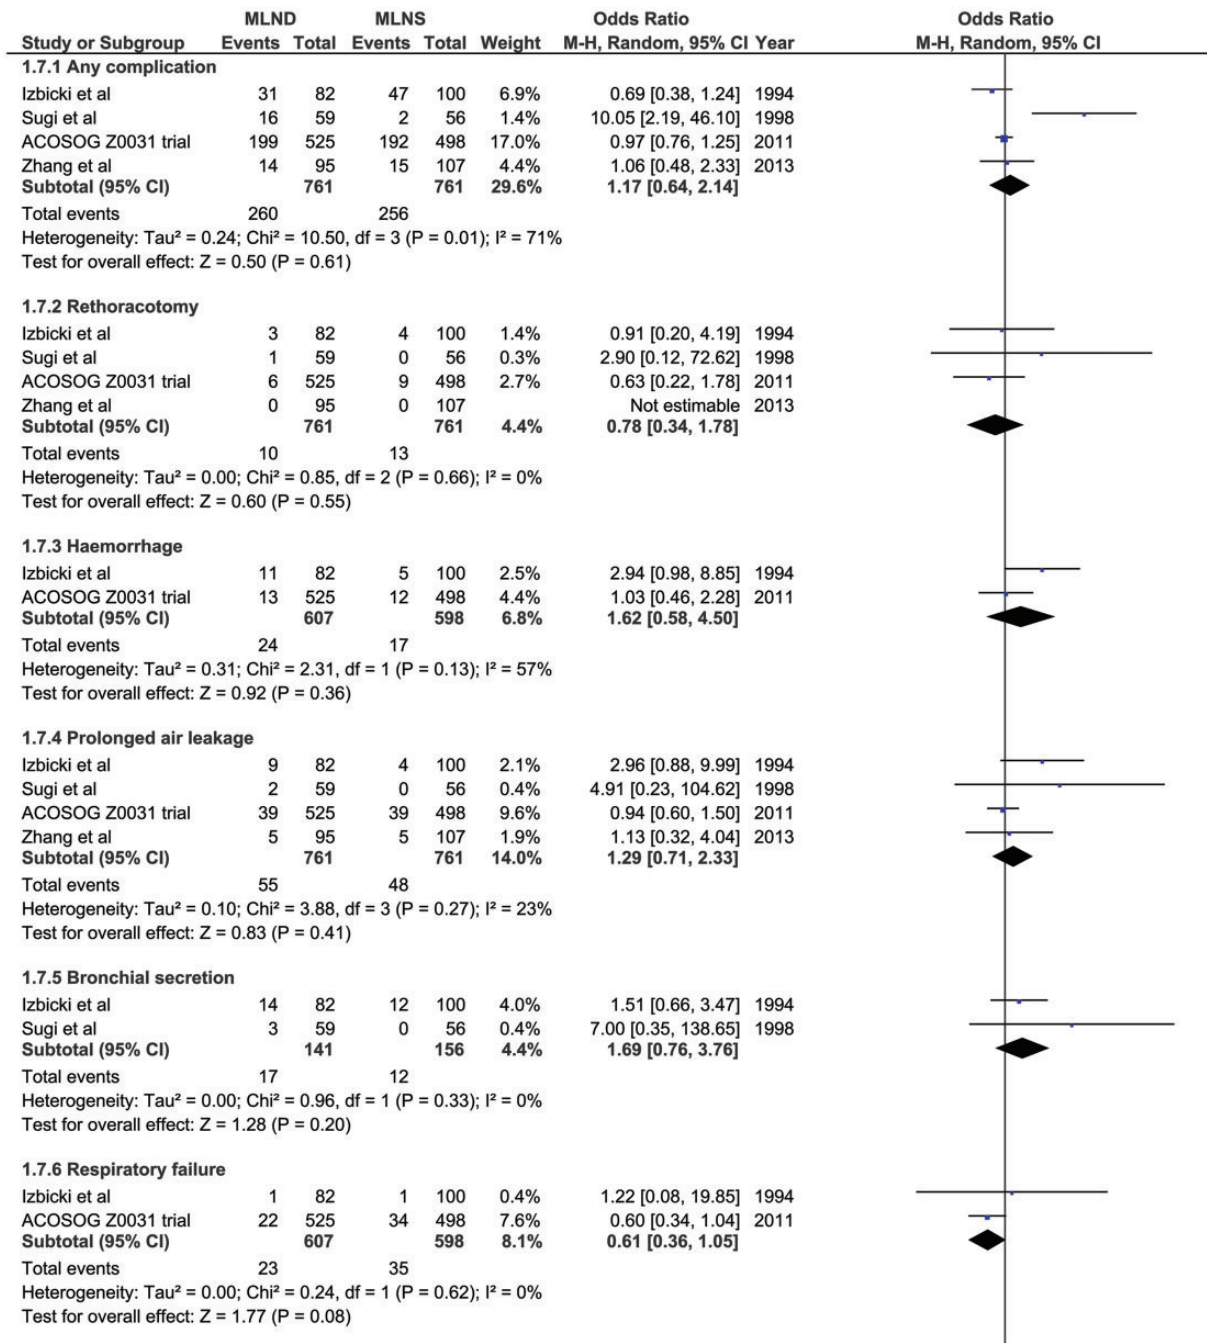 MLND MLNS Odds Ratio Odds Ratio
Study or Subgroup Events Total Events Total Weight M-H, Random, 95% CI Year M-H, Random, 95% CI
1.7.1 Any complication
Izbicki et al 31 82 47 100 6.9% 0.69 [0.38, 1.24] 1994
Sugi et al 16 59 2 56 1.4% 10.05 [2.19, 46.10] 1998
ACOSOG Z0031 trial 199 525 192 498 17.0% 0.97 [0.76, 1.25] 2011
Zhang et al 14 95 15 107 4.4% 1.06 [0.48, 2.33] 2013
Subtotal (95% CI) 761 761 29.6% 1.17 [0.64, 2.14]
Total events 260 256
Heterogeneity: Tau² = 0.24; Chi² = 10.50, df = 3 (P = 0.01); I² = 71%
Test for overall effect: Z = 0.50 (P = 0.61)
1.7.2 Rethoracotomy
Izbicki et al 3 82 4 100 1.4% 0.91 [0.20, 4.19] 1994
Sugi et al 1 59 0 56 0.3% 2.90 [0.12, 72.62] 1998
ACOSOG Z0031 trial 6 525 9 498 2.7% 0.63 [0.22, 1.78] 2011
Zhang et al 0 95 0 107 Not estimable 2013
Subtotal (95% CI) 761 761 4.4% 0.78 [0.34, 1.78]
Total events 10 13
Heterogeneity: Tau² = 0.00; Chi² = 0.85, df = 2 (P = 0.66); I² = 0%
Test for overall effect: Z = 0.60 (P = 0.55)
1.7.3 Haemorrhage
Izbicki et al 11 82 5 100 2.5% 2.94 [0.98, 8.85] 1994
ACOSOG Z0031 trial 13 525 12 498 4.4% 1.03 [0.46, 2.28] 2011
Subtotal (95% CI) 607 598 6.8% 1.62 [0.58, 4.50]
Total events 24 17
Heterogeneity: Tau² = 0.31; Chi² = 2.31, df = 1 (P = 0.13); I² = 57%
Test for overall effect: Z = 0.92 (P = 0.36)
1.7.4 Prolonged air leakage
Izbicki et al 9 82 4 100 2.1% 2.96 [0.88, 9.99] 1994
Sugi et al 2 59 0 56 0.4% 4.91 [0.23, 104.62] 1998
ACOSOG Z0031 trial 39 525 39 498 9.6% 0.94 [0.60, 1.50] 2011
Zhang et al 5 95 5 107 1.9% 1.13 [0.32, 4.04] 2013
Subtotal (95% CI) 761 761 14.0% 1.29 [0.71, 2.33]
Total events 55 48
Heterogeneity: Tau² = 0.10; Chi² = 3.88, df = 3 (P = 0.27); I² = 23%
Test for overall effect: Z = 0.83 (P = 0.41)
1.7.5 Bronchial secretion
Izbicki et al 14 82 12 100 4.0% 1.51 [0.66, 3.47] 1994
Sugi et al 3 59 0 56 0.4% 7.00 [0.35, 138.65] 1998
Subtotal (95% CI) 141 156 4.4% 1.69 [0.76, 3.76]
Total events 17 12
Heterogeneity: Tau² = 0.00; Chi² = 0.96, df = 1 (P = 0.33); I² = 0%
Test for overall effect: Z = 1.28 (P = 0.20)
1.7.6 Respiratory failure
Izbicki et al 1 82 1 100 0.4% 1.22 [0.08, 19.85] 1994
ACOSOG Z0031 trial 22 525 34 498 7.6% 0.60 [0.34, 1.04] 2011
Subtotal (95% CI) 607 598 8.1% 0.61 [0.36, 1.05]
Total events 23 35
Heterogeneity: Tau² = 0.00; Chi² = 0.24, df = 1 (P = 0.62); I² = 0%
Test for overall effect: Z = 1.77 (P = 0.08)